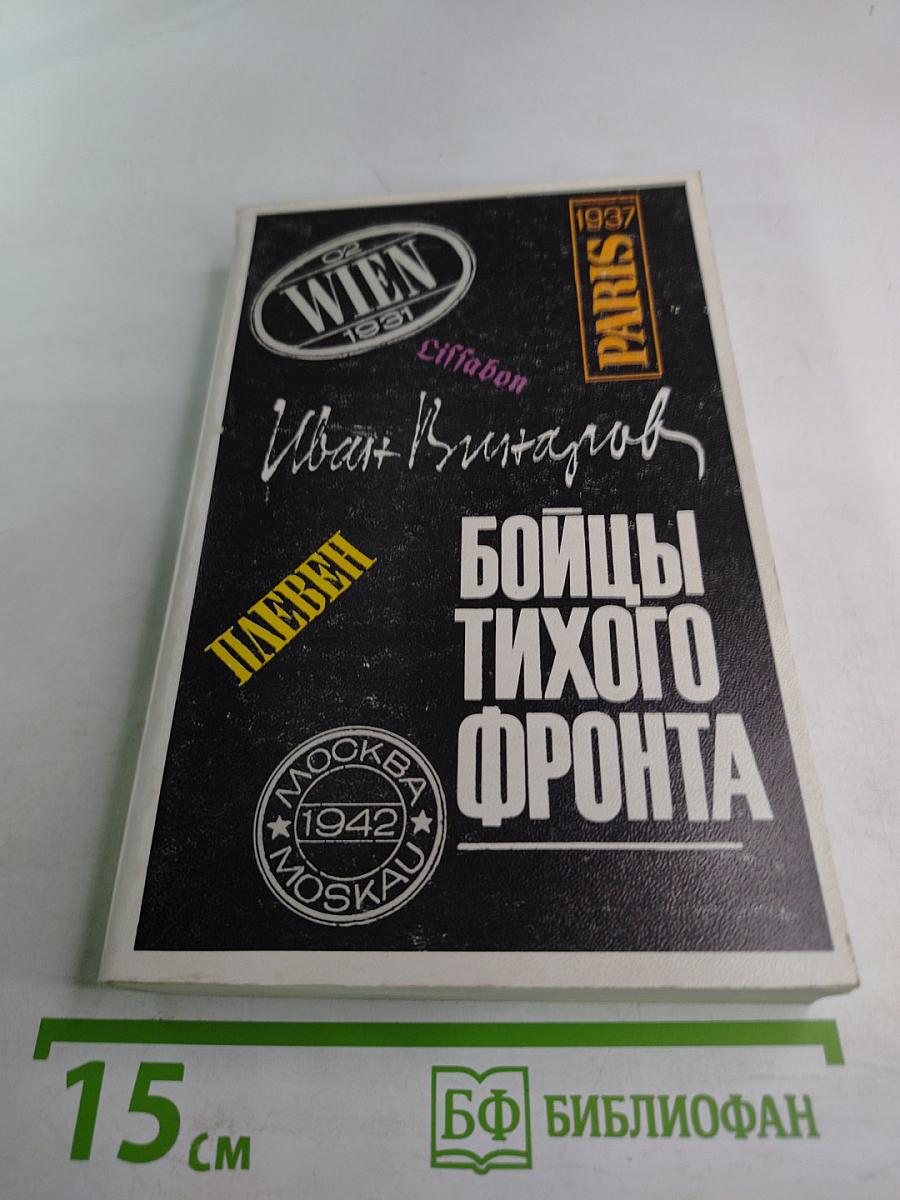 02
WIEN
1931
1937
PARIS
Lissabon
Иван Винаров
ПЛЕВЕН
БОЙЦЫ
ТИХОГО
ФРОНТА
МОСКВА
1942
MOSKAU
15 см
БФ БИБЛИОФАН